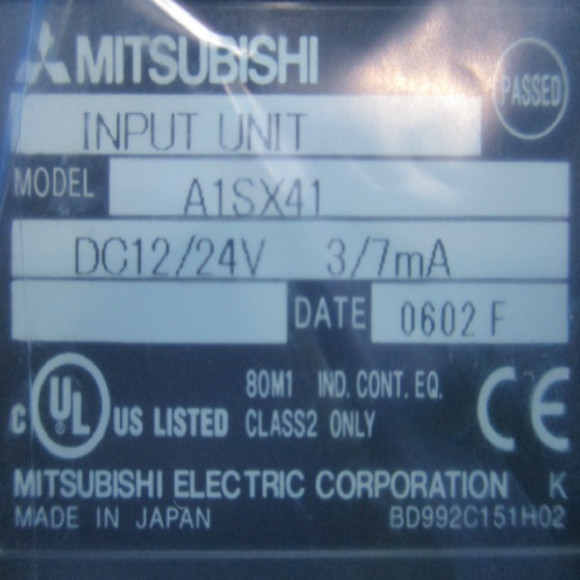 MITSUBISHI
PASSED
INPUT UNIT
MODEL A1SX41
DC12/24V 3/7mA
DATE 0602 F
C UL ® US LISTED 80M1 IND. CONT. EQ. CLASS2 ONLY CE
MITSUBISHI ELECTRIC CORPORATION K
MADE IN JAPAN BD992C151H02